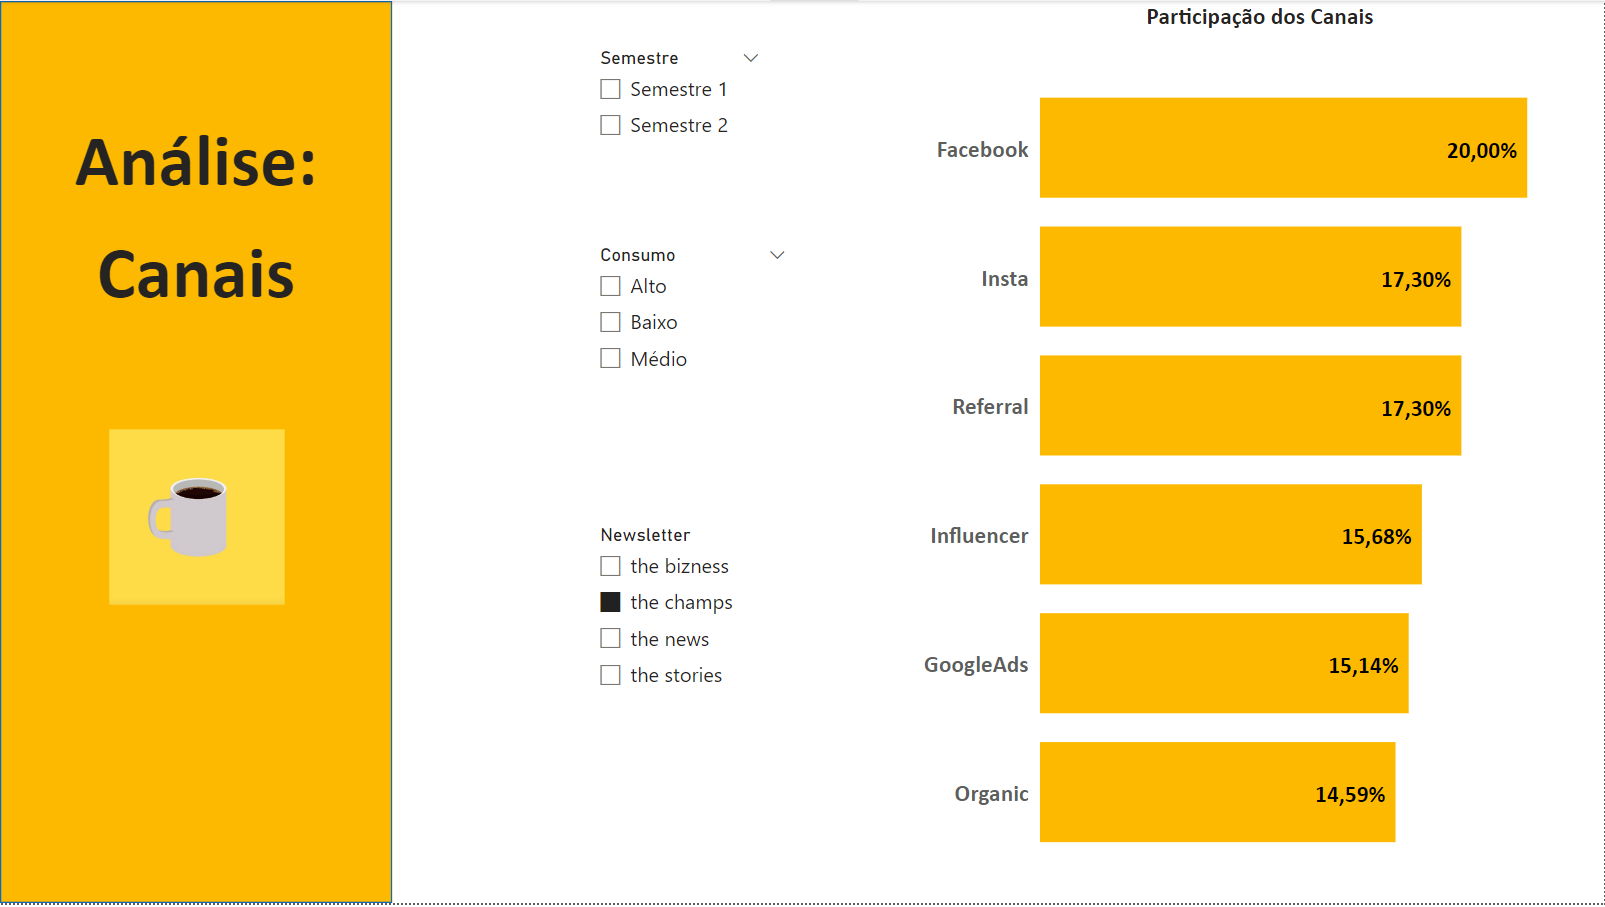 Análise:
Canais
Semestre
Semestre 1
Semestre 2
Consumo
Alto
Baixo
Médio
Newsletter
the bizness
the champs
the news
the stories
Participação dos Canais
Facebook 20,00%
Insta 17,30%
Referral 17,30%
Influencer 15,68%
GoogleAds 15,14%
Organic 14,59%